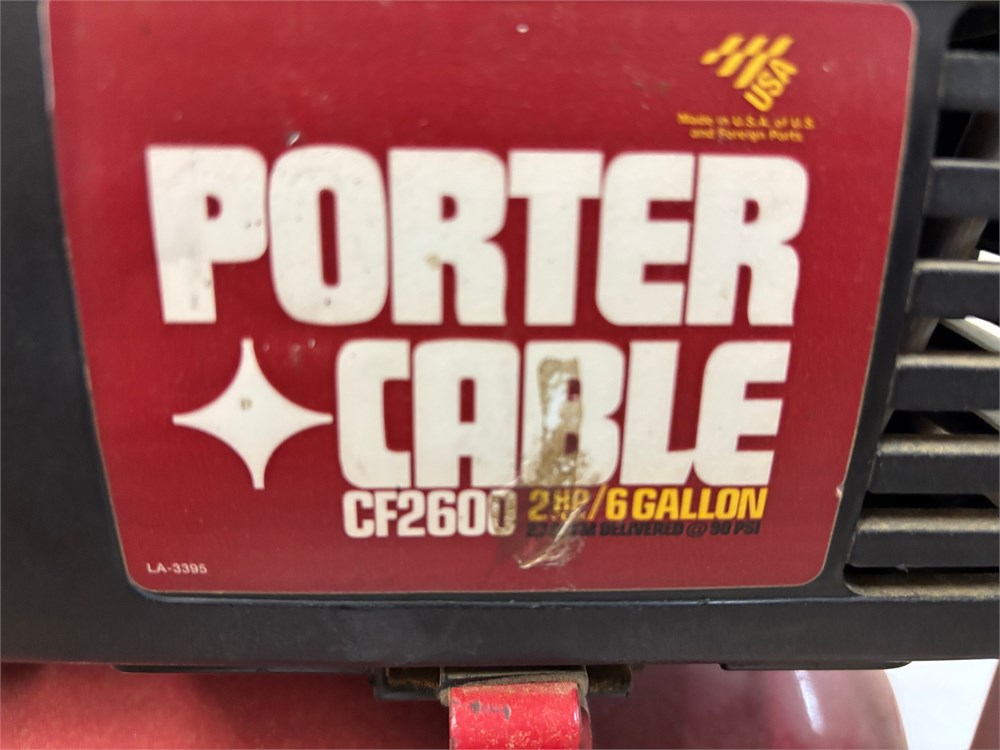 USA
Made in U.S.A. of U.S.
and Foreign Parts
PORTER
CABLE
CF2600 2HP/6 GALLON
DELIVERED @ 90 PSI
LA-3395